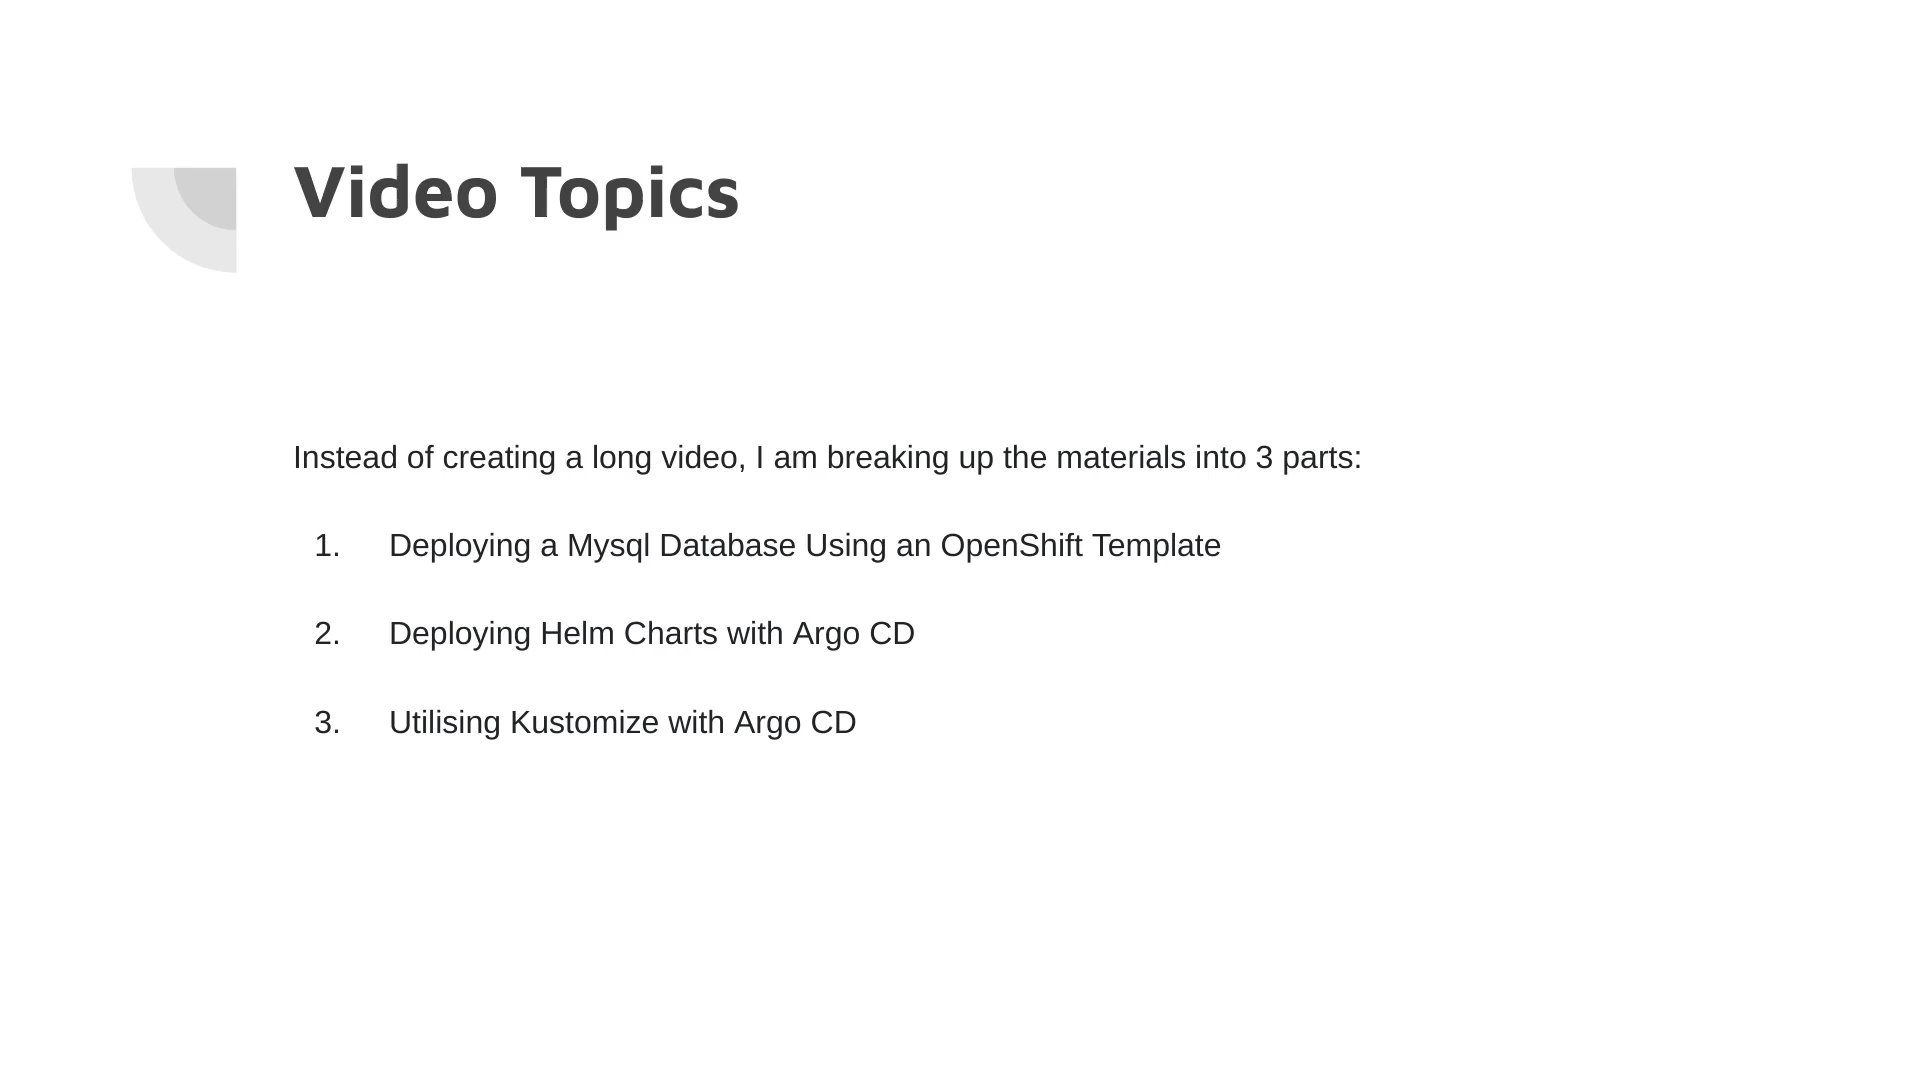 Video Topics
Instead of creating a long video, I am breaking up the materials into 3 parts:
1. Deploying a Mysql Database Using an OpenShift Template
2. Deploying Helm Charts with Argo CD
3. Utilising Kustomize with Argo CD